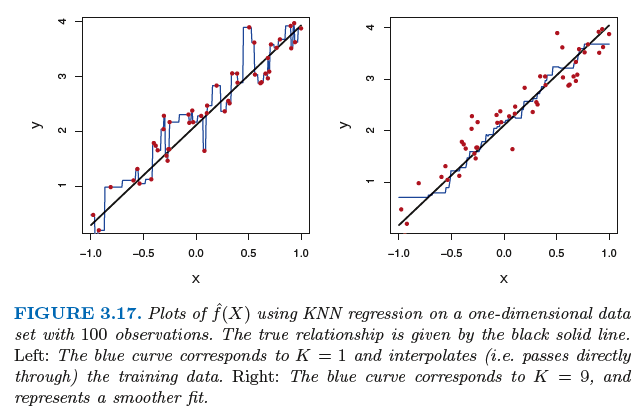 4
3
2
1
y
-1.0 -0.5 0.0 0.5 1.0
x
4
3
2
1
y
-1.0 -0.5 0.0 0.5 1.0
x
FIGURE 3.17. Plots of f̂(X) using KNN regression on a one-dimensional data
set with 100 observations. The true relationship is given by the black solid line.
Left: The blue curve corresponds to K = 1 and interpolates (i.e. passes directly
through) the training data. Right: The blue curve corresponds to K = 9, and
represents a smoother fit.